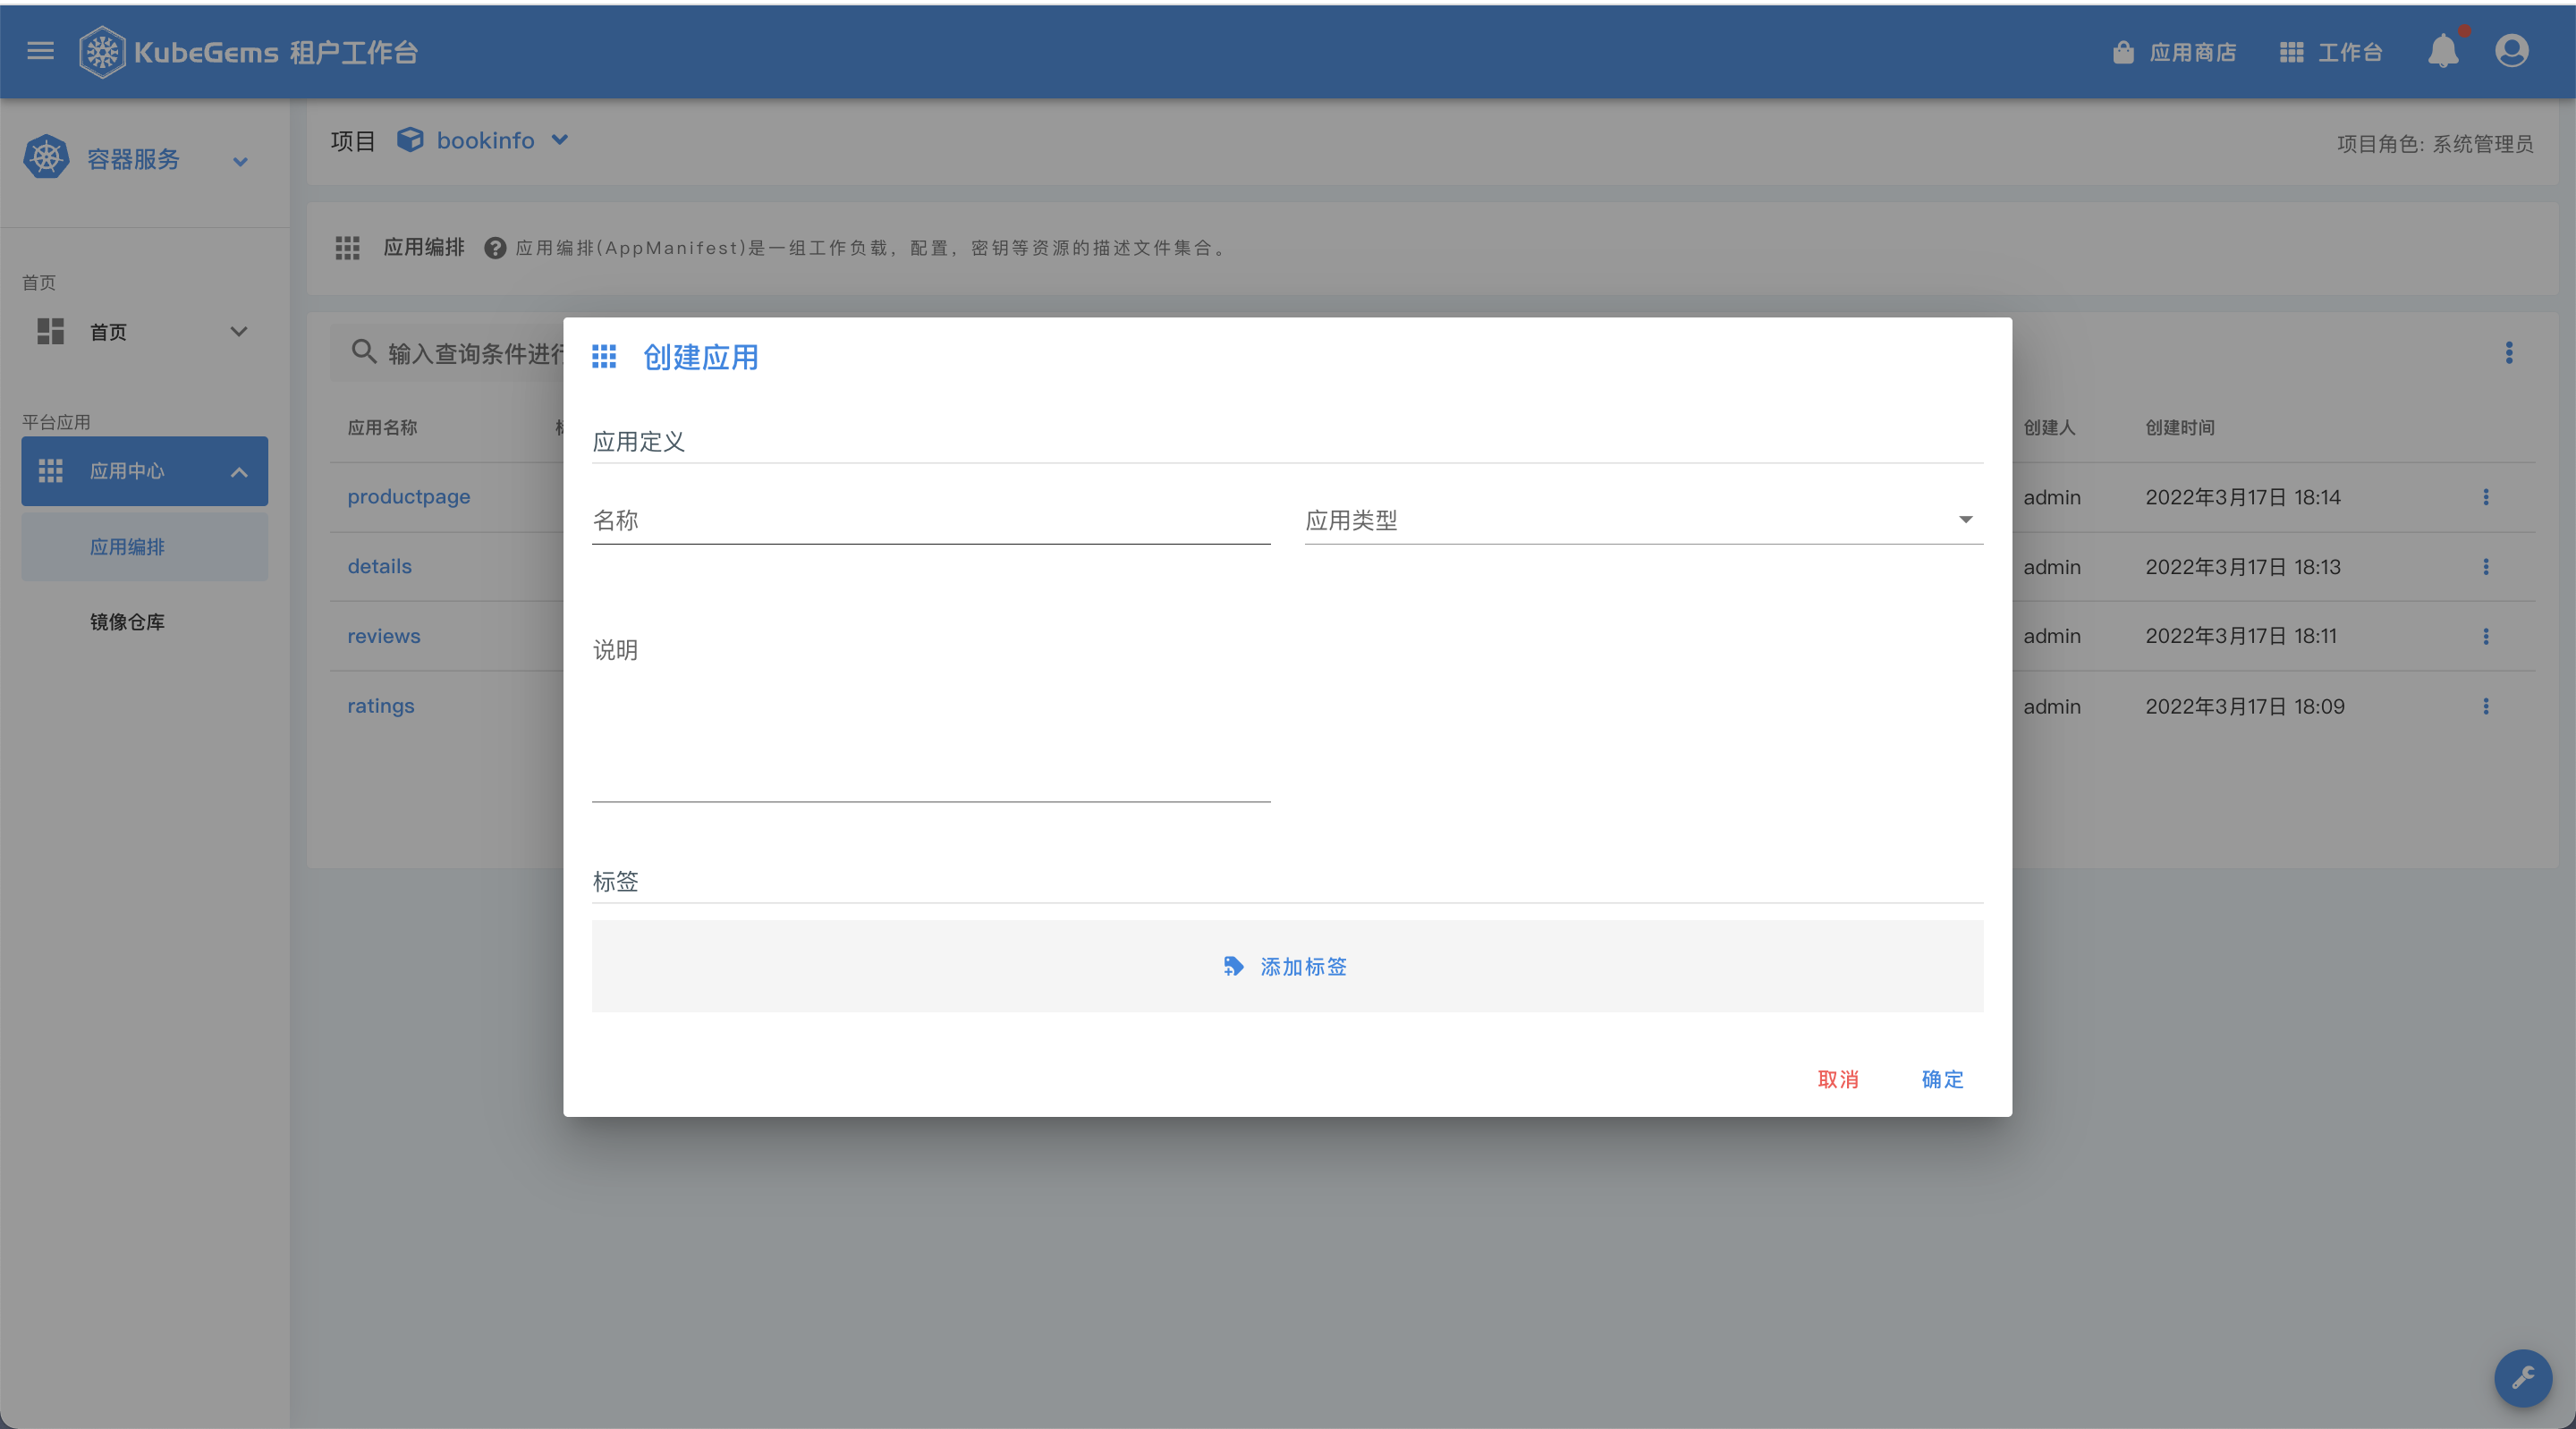 KubeGems 租户工作台
应用商店
工作台
容器服务
项目
bookinfo
项目角色: 系统管理员
应用编排
应用编排(AppManifest)是一组工作负载，配置，密钥等资源的描述文件集合。
首页
首页
平台应用
应用中心
应用编排
镜像仓库
输入查询条件进行
应用名称
创建人
创建时间
productpage
admin
2022年3月17日 18:14
details
admin
2022年3月17日 18:13
reviews
admin
2022年3月17日 18:11
ratings
admin
2022年3月17日 18:09
创建应用
应用定义
名称
应用类型
说明
标签
添加标签
取消
确定